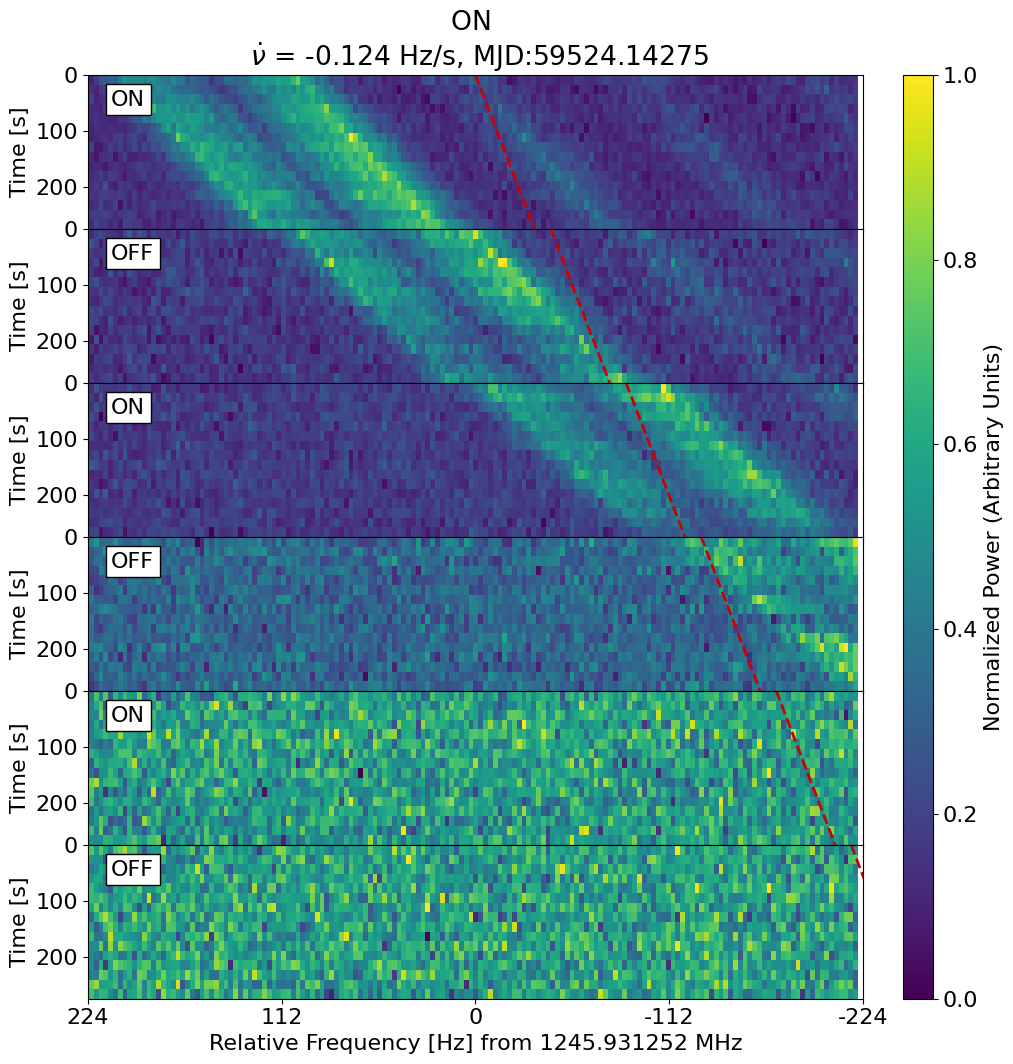 ON
ν̇ = -0.124 Hz/s, MJD:59524.14275
0
ON
100
200
Time [s]
0
OFF
100
200
Time [s]
0
ON
100
200
Time [s]
0
OFF
100
200
Time [s]
0
ON
100
200
Time [s]
0
OFF
100
200
Time [s]
224 112 0 -112 -224
Relative Frequency [Hz] from 1245.931252 MHz
1.0
0.8
0.6
0.4
0.2
0.0
Normalized Power (Arbitrary Units)